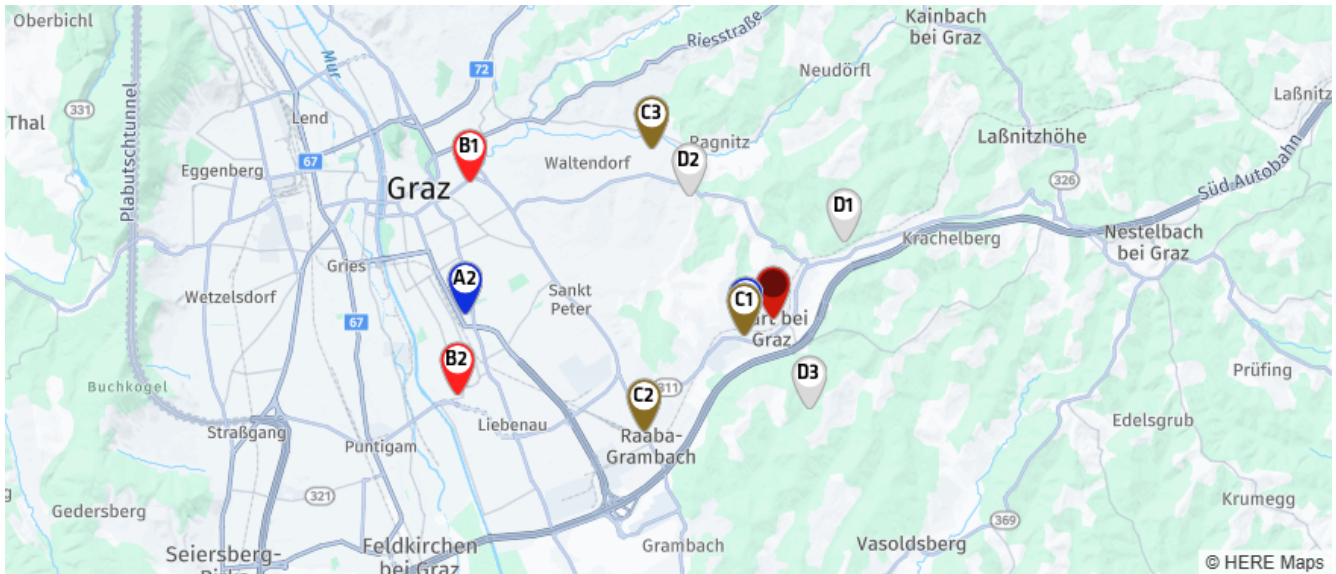 Oberbichl
Kainbach
bei Graz
Riesstraße
Mur
72
Neudörfl
Plabutschtunnel
331
Laßnitz
Thal
Lend
C3
Ragnitz
Laßnitzhöhe
B1
67
Waltendorf
D2
Eggenberg
Graz
326
Süd Autobahn
D1
Nestelbach
bei Graz
Krachelberg
Gries
A2
Wetzelsdorf
Sankt
Peter
C1
67
Graz
B2
D3
Prüfing
Buchkogel
311
C2
Edelsgrub
Straßgang
Liebenau
Puntigam
Raaba-
Grambach
321
Krumegg
Gedersberg
369
Seiersberg-
Feldkirchen
bei Graz
Grambach
Vasoldsberg
© HERE Maps